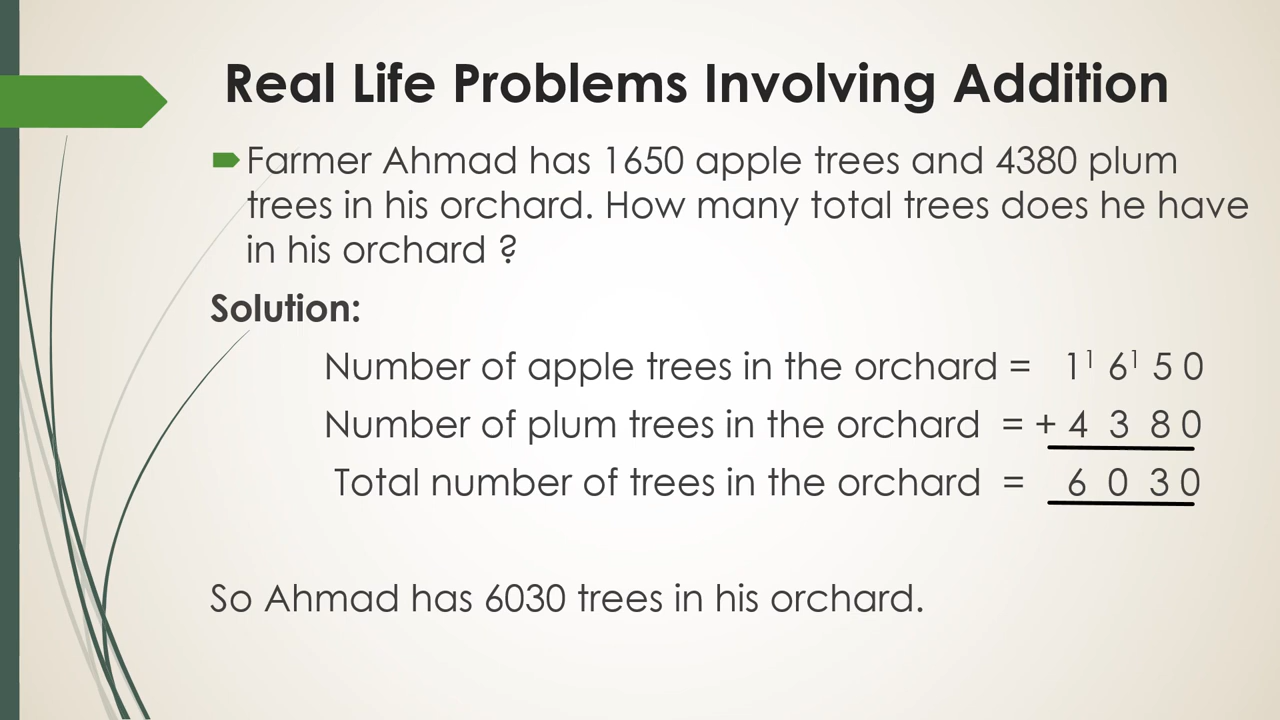 Real Life Problems Involving Addition
Farmer Ahmad has 1650 apple trees and 4380 plum
trees in his orchard. How many total trees does he have
in his orchard ?
Solution:
Number of apple trees in the orchard = 1¹ 6¹ 5 0
Number of plum trees in the orchard = + 4 3 8 0
Total number of trees in the orchard = 6 0 3 0
So Ahmad has 6030 trees in his orchard.